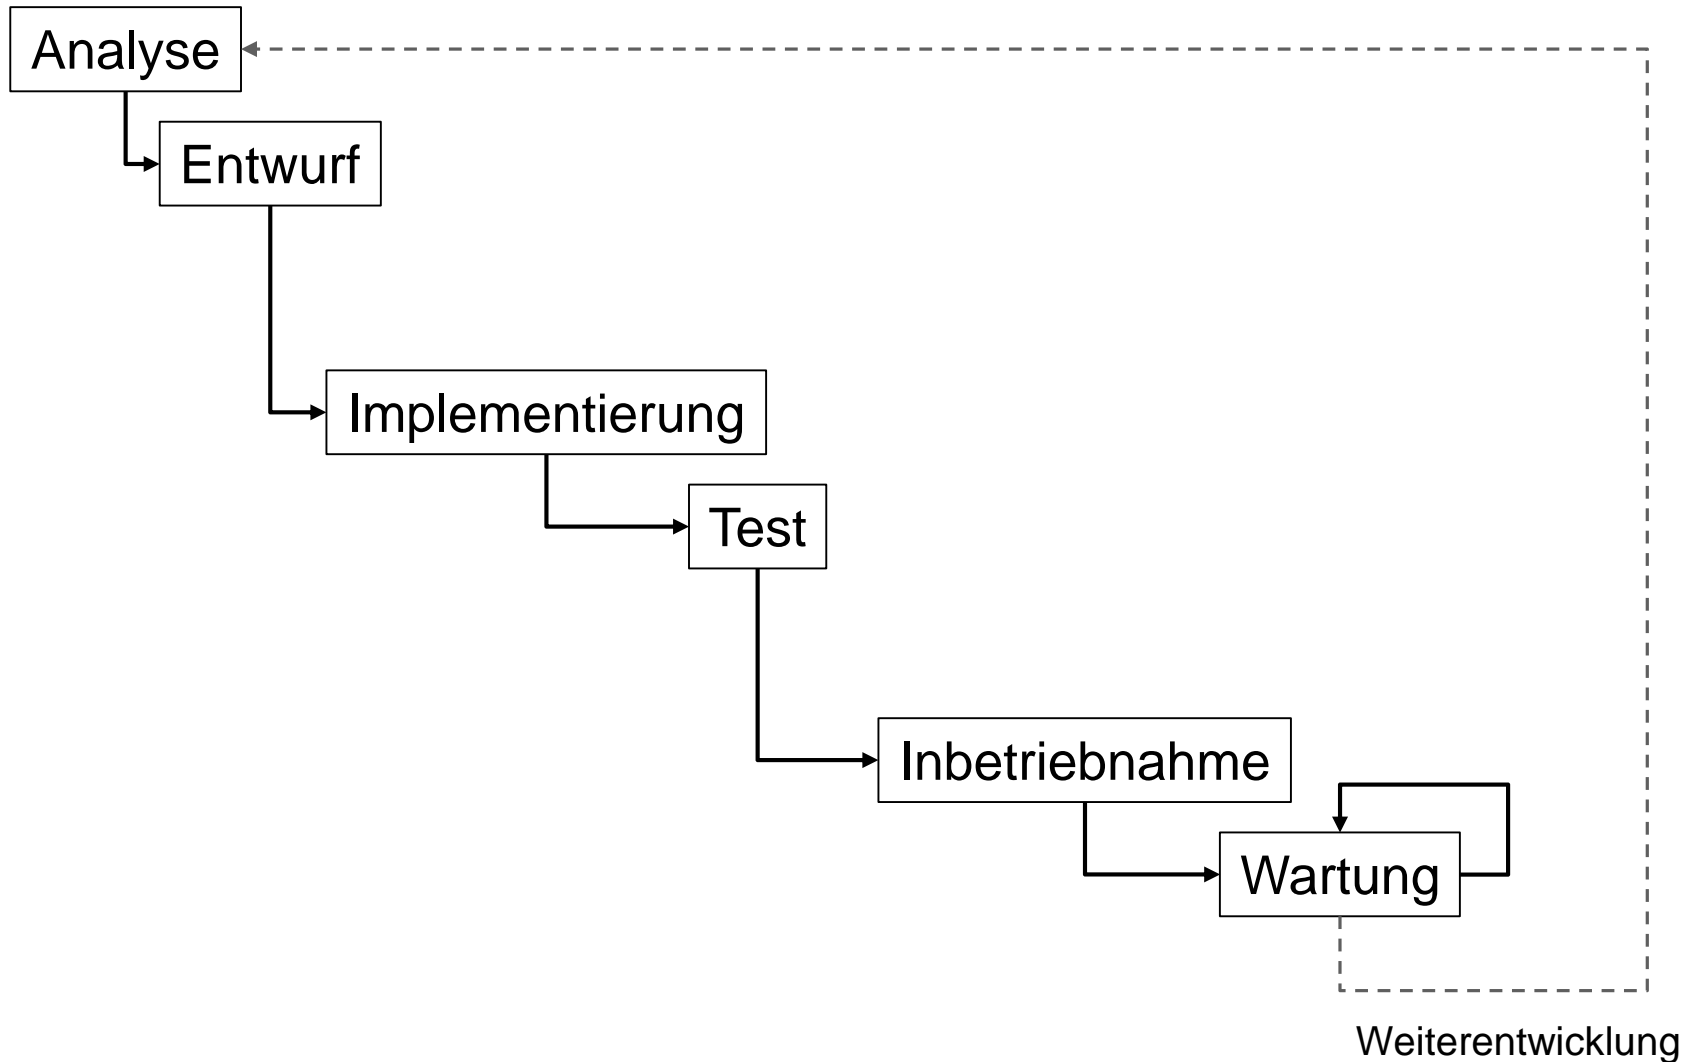 Analyse
Entwurf
Implementierung
Test
Inbetriebnahme
Wartung
Weiterentwicklung